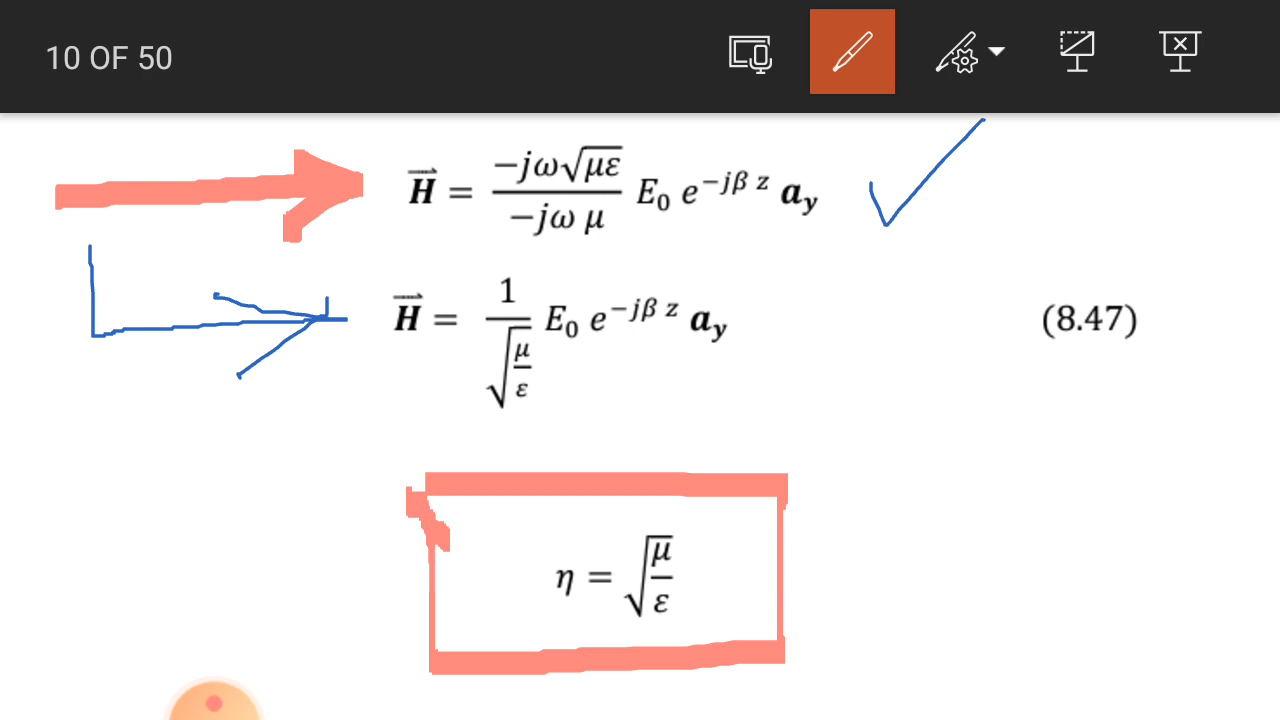 10 OF 50
H⃗ = (−jω√με)/(−jω μ) E₀ e^(−jβ z) a_y
H⃗ = 1/√(μ/ε) E₀ e^(−jβ z) a_y (8.47)
η = √(μ/ε)